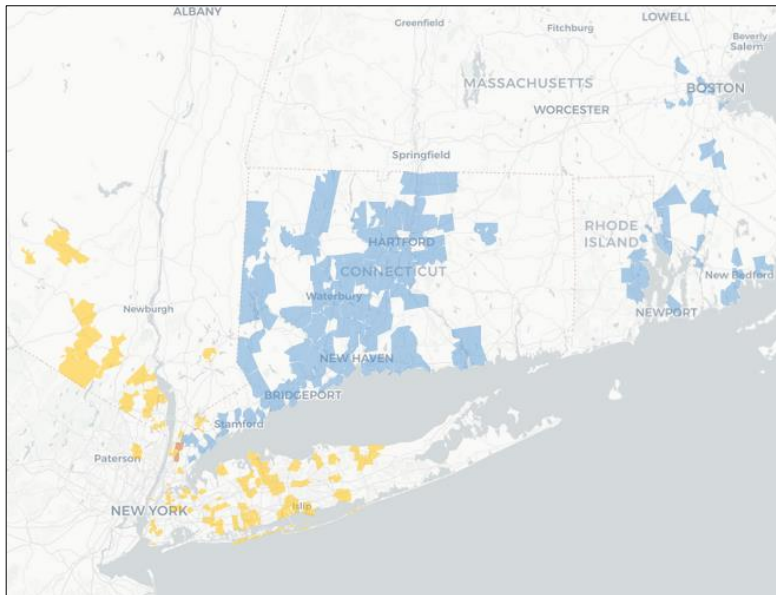 ALBANY
Greenfield
Fitchburg
LOWELL
Beverly
Salem
MASSACHUSETTS
BOSTON
WORCESTER
Springfield
HARTFORD
RHODE
ISLAND
CONNECTICUT
New Bedford
Waterbury
Newburgh
NEWPORT
NEW HAVEN
BRIDGEPORT
Stamford
Paterson
NEW YORK
Islip